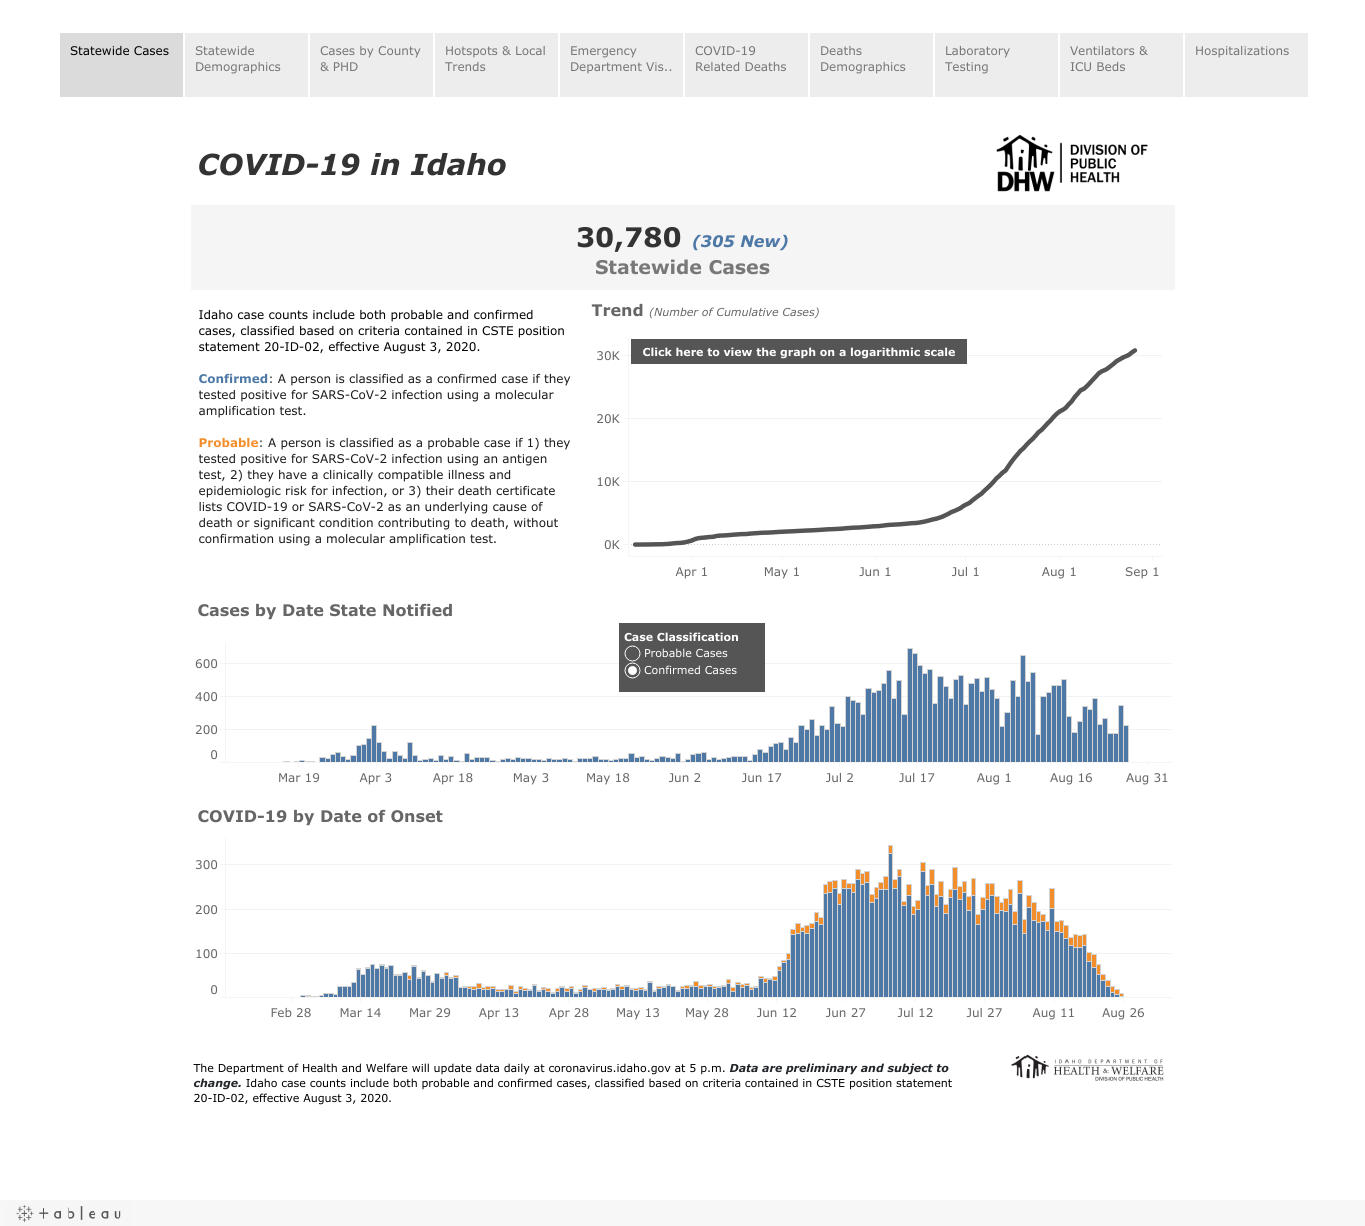 Statewide Cases
Statewide
Demographics
Cases by County
& PHD
Hotspots & Local
Trends
Emergency
Department Vis..
COVID-19
Related Deaths
Deaths
Demographics
Laboratory
Testing
Ventilators &
ICU Beds
Hospitalizations
COVID-19 in Idaho
DHW
DIVISION OF
PUBLIC
HEALTH
30,780 (305 New)
Statewide Cases
Idaho case counts include both probable and confirmed
cases, classified based on criteria contained in CSTE position
statement 20-ID-02, effective August 3, 2020.
Confirmed: A person is classified as a confirmed case if they
tested positive for SARS-CoV-2 infection using a molecular
amplification test.
Probable: A person is classified as a probable case if 1) they
tested positive for SARS-CoV-2 infection using an antigen
test, 2) they have a clinically compatible illness and
epidemiologic risk for infection, or 3) their death certificate
lists COVID-19 or SARS-CoV-2 as an underlying cause of
death or significant condition contributing to death, without
confirmation using a molecular amplification test.
Trend (Number of Cumulative Cases)
Click here to view the graph on a logarithmic scale
30K
20K
10K
0K
Apr 1 May 1 Jun 1 Jul 1 Aug 1 Sep 1
Cases by Date State Notified
Case Classification
Probable Cases
Confirmed Cases
600
400
200
0
Mar 19 Apr 3 Apr 18 May 3 May 18 Jun 2 Jun 17 Jul 2 Jul 17 Aug 1 Aug 16 Aug 31
COVID-19 by Date of Onset
300
200
100
0
Feb 28 Mar 14 Mar 29 Apr 13 Apr 28 May 13 May 28 Jun 12 Jun 27 Jul 12 Jul 27 Aug 11 Aug 26
The Department of Health and Welfare will update data daily at coronavirus.idaho.gov at 5 p.m. Data are preliminary and subject to
change. Idaho case counts include both probable and confirmed cases, classified based on criteria contained in CSTE position statement
20-ID-02, effective August 3, 2020.
IDAHO DEPARTMENT OF
HEALTH & WELFARE
DIVISION OF PUBLIC HEALTH
+ableau